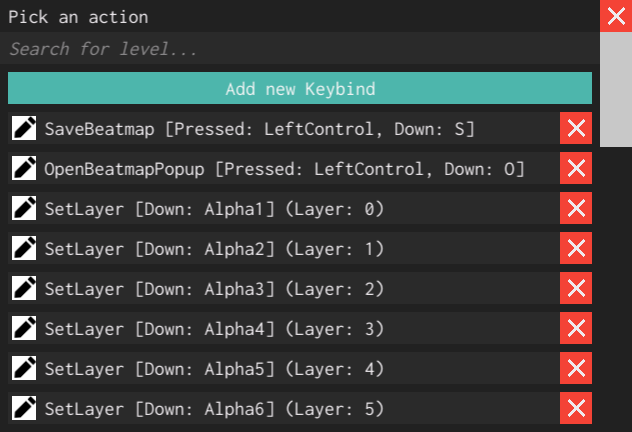 Pick an action
Search for level...
Add new Keybind
SaveBeatmap [Pressed: LeftControl, Down: S]
OpenBeatmapPopup [Pressed: LeftControl, Down: O]
SetLayer [Down: Alpha1] (Layer: 0)
SetLayer [Down: Alpha2] (Layer: 1)
SetLayer [Down: Alpha3] (Layer: 2)
SetLayer [Down: Alpha4] (Layer: 3)
SetLayer [Down: Alpha5] (Layer: 4)
SetLayer [Down: Alpha6] (Layer: 5)